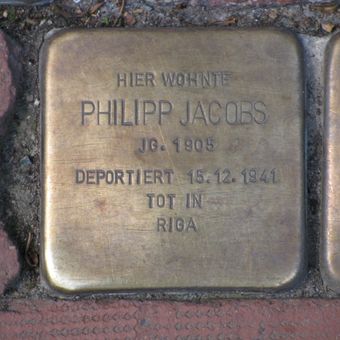 HIER WOHNTE
PHILIPP JACOBS
JG. 1905
DEPORTIERT 15.12.1941
TOT IN
RIGA